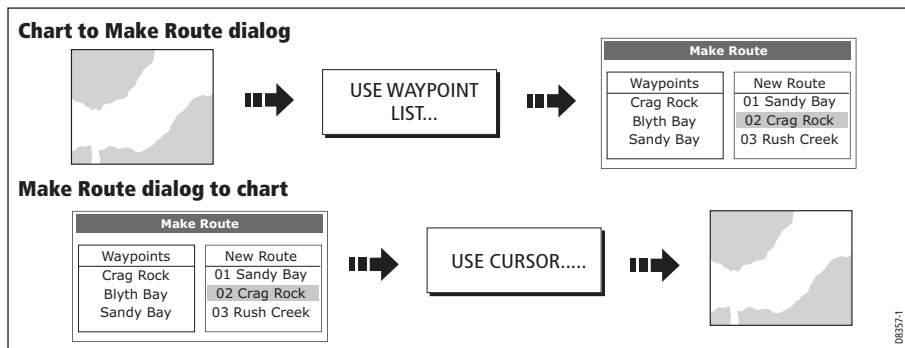 Chart to Make Route dialog
USE WAYPOINT
LIST...
Make Route
Waypoints
Crag Rock
Blyth Bay
Sandy Bay
New Route
01 Sandy Bay
02 Crag Rock
03 Rush Creek
Make Route dialog to chart
Make Route
Waypoints
Crag Rock
Blyth Bay
Sandy Bay
New Route
01 Sandy Bay
02 Crag Rock
03 Rush Creek
USE CURSOR.....
D8357-1